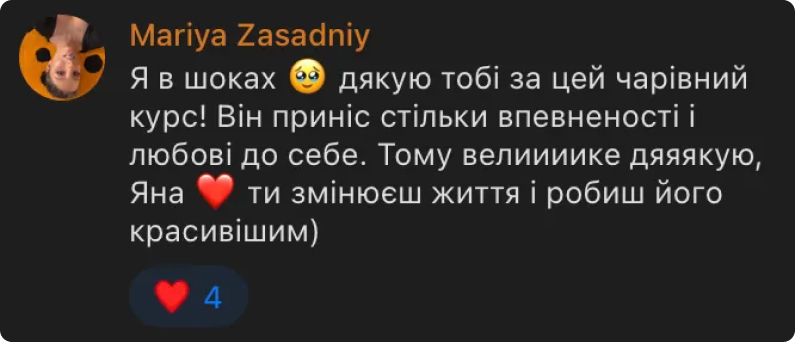 Mariya Zasadniy
Я в шоках 🥹 дякую тобі за цей чарівний
курс! Він приніс стільки впевненості і
любові до себе. Тому велиииике дяяякую,
Яна ❤️ ти змінюєш життя і робиш його
красивішим)
❤️ 4